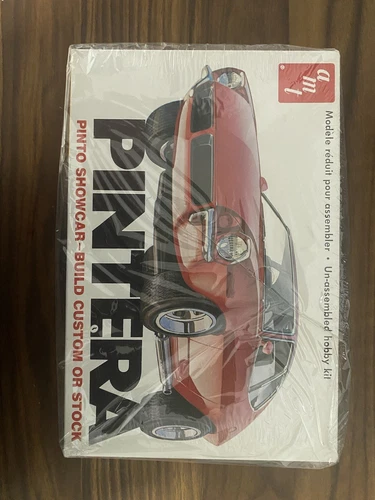 amt
Modèle réduit pour assembler • Un-assembled hobby kit
PINTERA
PINTO SHOWCAR-BUILD CUSTOM OR STOCK